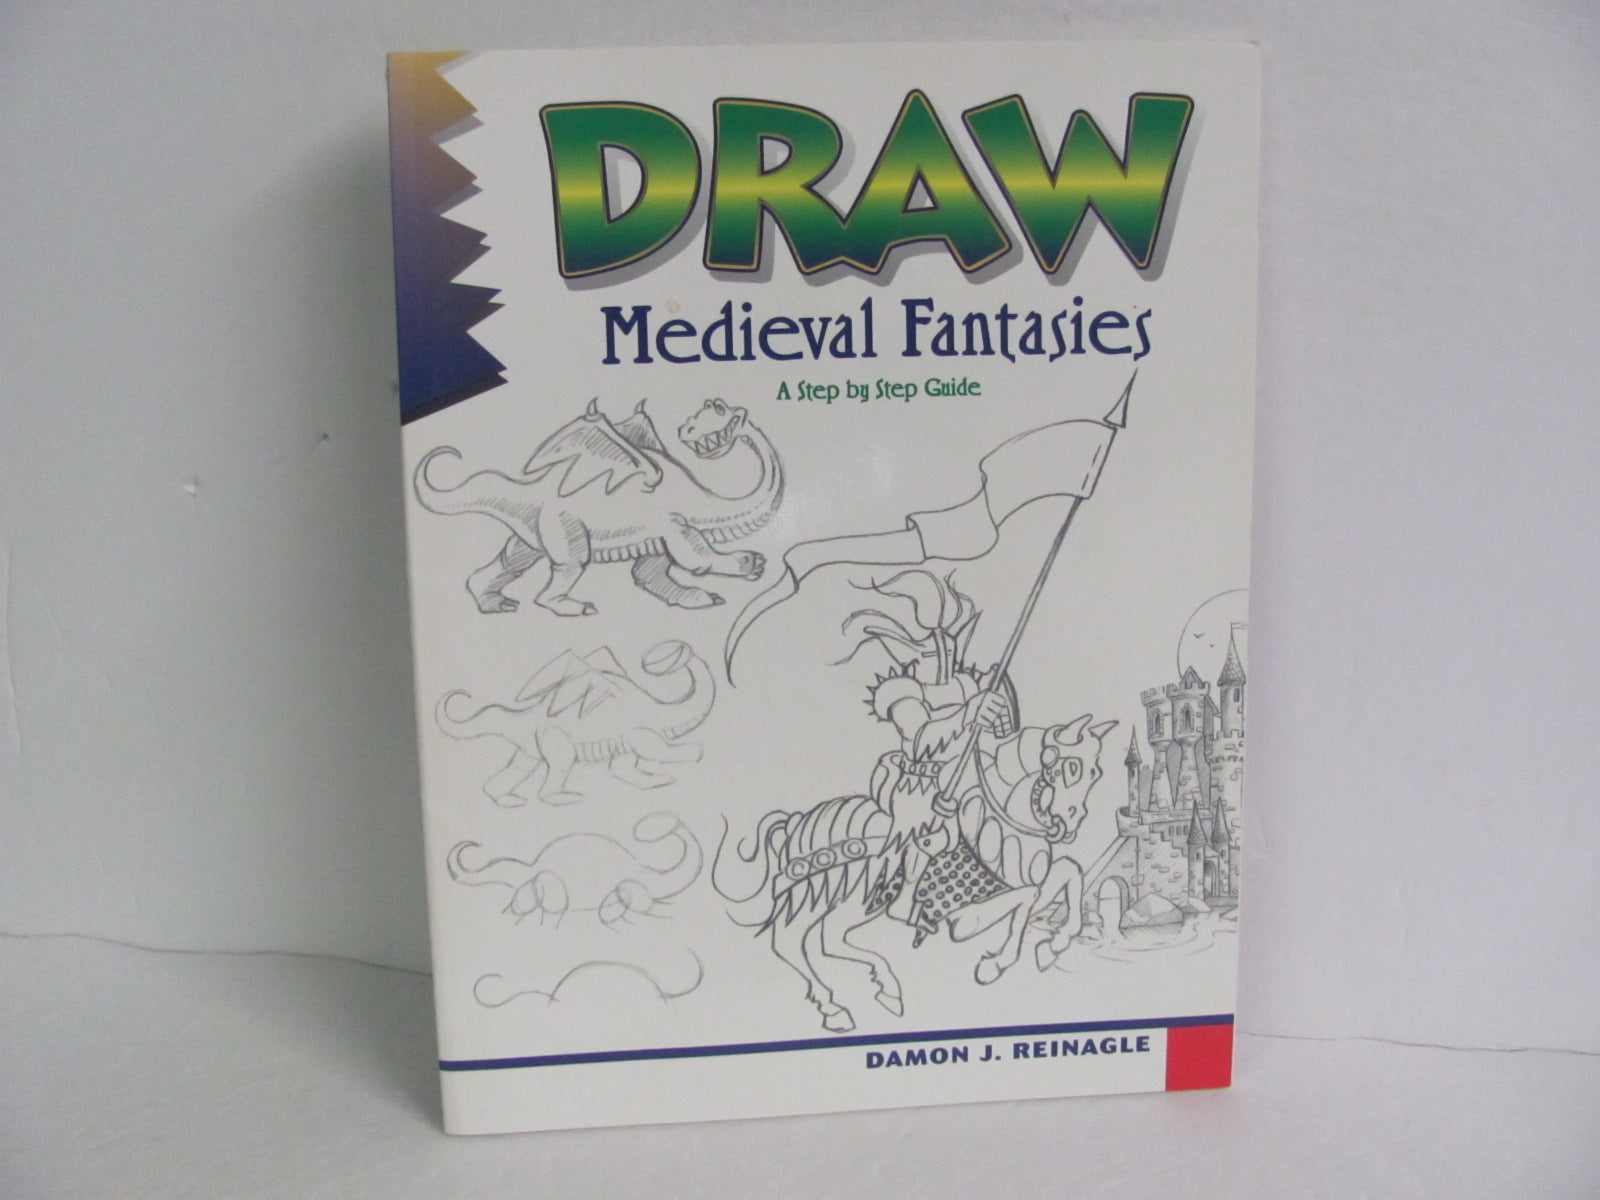 DRAW
Medieval Fantasies
A Step by Step Guide
DAMON J. REINAGLE